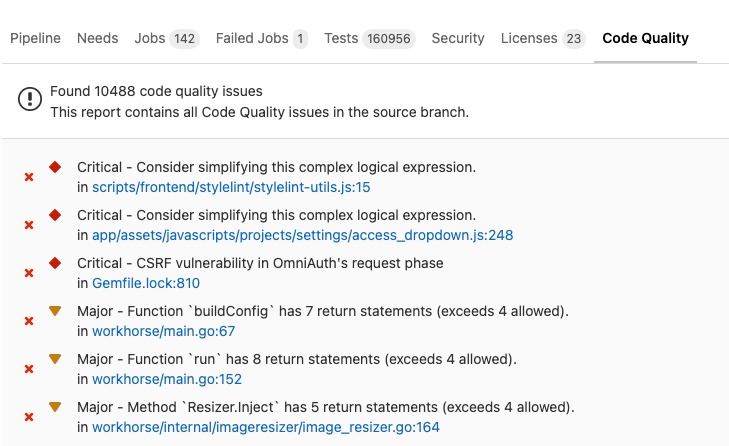 Pipeline Needs Jobs 142 Failed Jobs 1 Tests 160956 Security Licenses 23 Code Quality
Found 10488 code quality issues
This report contains all Code Quality issues in the source branch.
Critical - Consider simplifying this complex logical expression.
in scripts/frontend/stylelint/stylelint-utils.js:15
Critical - Consider simplifying this complex logical expression.
in app/assets/javascripts/projects/settings/access_dropdown.js:248
Critical - CSRF vulnerability in OmniAuth's request phase
in Gemfile.lock:810
Major - Function `buildConfig` has 7 return statements (exceeds 4 allowed).
in workhorse/main.go:67
Major - Function `run` has 8 return statements (exceeds 4 allowed).
in workhorse/main.go:152
Major - Method `Resizer.Inject` has 5 return statements (exceeds 4 allowed).
in workhorse/internal/imageresizer/image_resizer.go:164